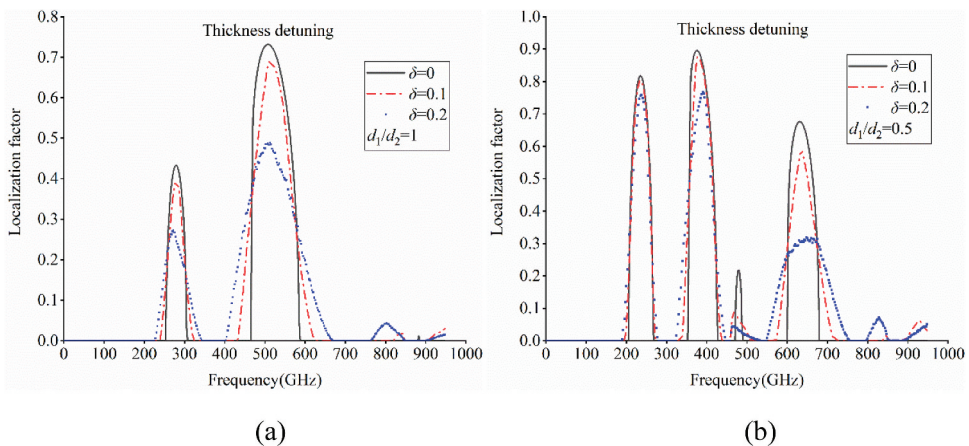 Thickness detuning
δ=0
δ=0.1
δ=0.2
d₁/d₂=1
Localization factor
0.8
0.7
0.6
0.5
0.4
0.3
0.2
0.1
0.0
0 100 200 300 400 500 600 700 800 900 1000
Frequency(GHz)
(a)
Thickness detuning
δ=0
δ=0.1
δ=0.2
d₁/d₂=0.5
Localization factor
1.0
0.9
0.8
0.7
0.6
0.5
0.4
0.3
0.2
0.1
0.0
0 100 200 300 400 500 600 700 800 900 1000
Frequency(GHz)
(b)